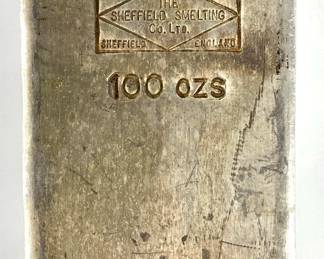 THE
SHEFFIELD SMELTING
Co. LTD.
SHEFFIELD ENGLAND
100 OZS